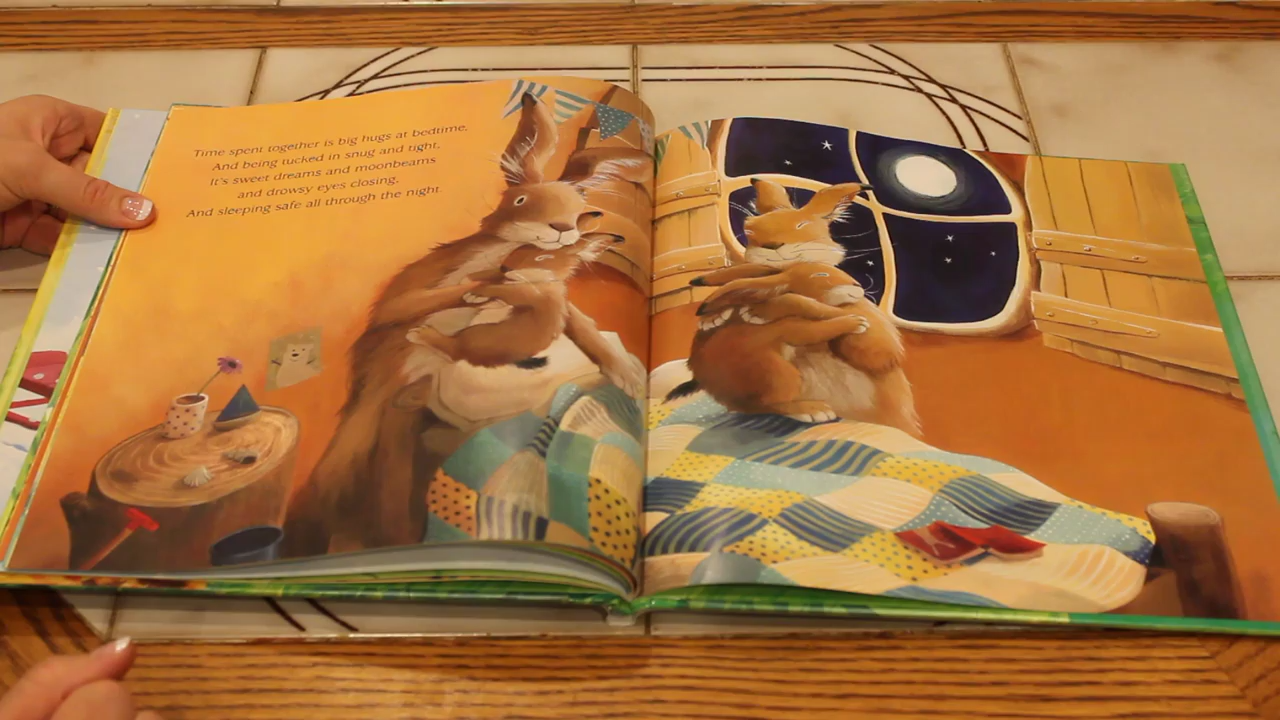 Time spent together is big hugs at bedtime,
And being tucked in snug and tight,
It's sweet dreams and moonbeams
and drowsy eyes closing,
And sleeping safe all through the night.